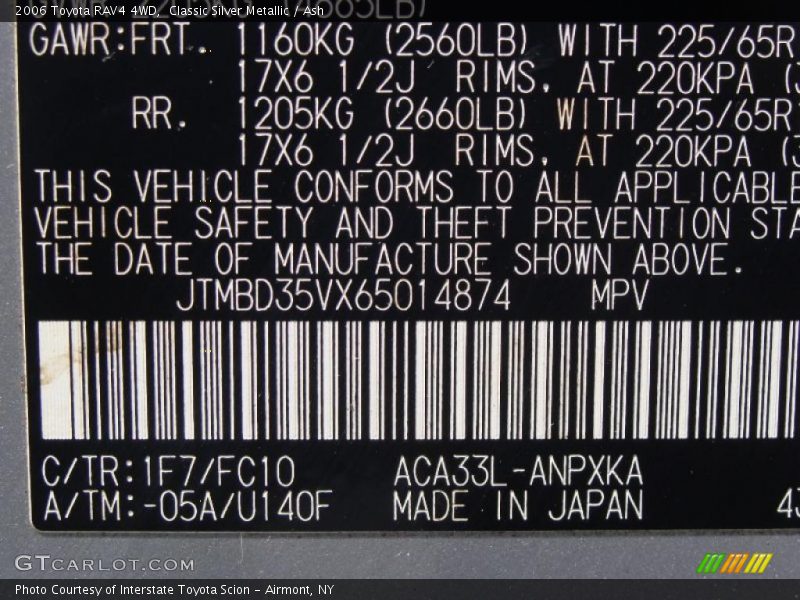 2006 Toyota RAV4 4WD, Classic Silver Metallic / Ash
GAWR:FRT. 1160KG (2560LB) WITH 225/65R
17X6 1/2J RIMS, AT 220KPA (3
RR. 1205KG (2660LB) WITH 225/65R
17X6 1/2J RIMS, AT 220KPA (3
THIS VEHICLE CONFORMS TO ALL APPLICABLE
VEHICLE SAFETY AND THEFT PREVENTION STA
THE DATE OF MANUFACTURE SHOWN ABOVE.
JTMBD35VX65014874 MPV
C/TR:1F7/FC10 ACA33L-ANPXKA
A/TM:-05A/U140F MADE IN JAPAN 4J
GTCARLOT.COM
Photo Courtesy of Interstate Toyota Scion - Airmont, NY